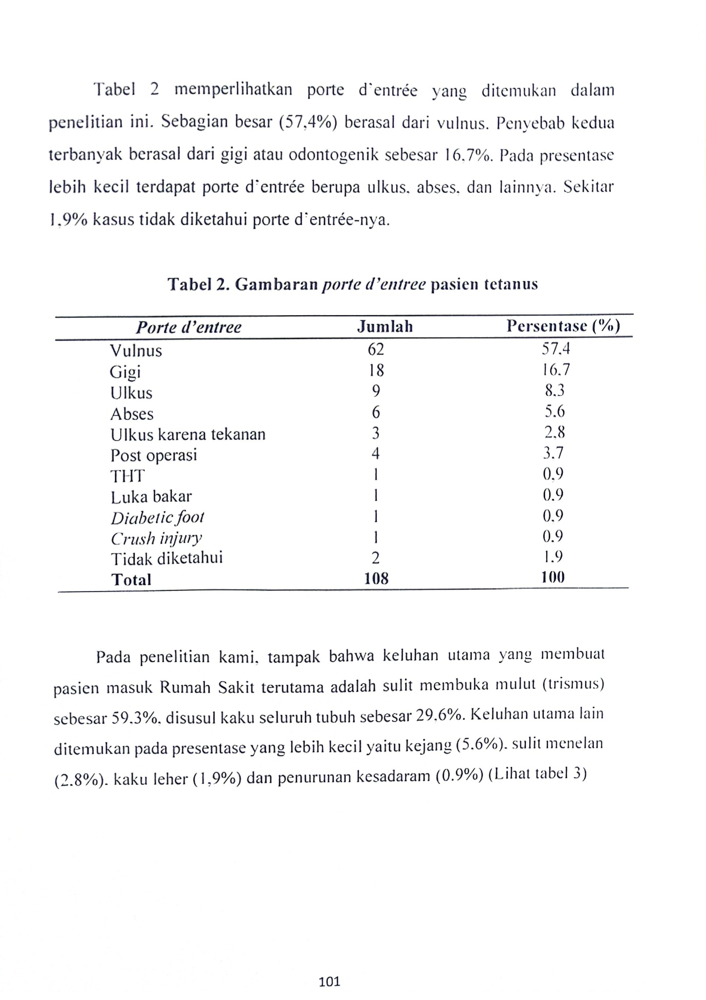 Tabel 2 memperlihatkan porte d'entrée yang ditemukan dalam
penelitian ini. Sebagian besar (57,4%) berasal dari vulnus. Penyebab kedua
terbanyak berasal dari gigi atau odontogenik sebesar 16,7%. Pada presentase
lebih kecil terdapat porte d'entrée berupa ulkus, abses, dan lainnya. Sekitar
1,9% kasus tidak diketahui porte d'entrée-nya.
Tabel 2. Gambaran porte d'entree pasien tetanus
Porte d'entree Jumlah Persentase (%)
Vulnus 62 57,4
Gigi 18 16,7
Ulkus 9 8,3
Abses 6 5,6
Ulkus karena tekanan 3 2,8
Post operasi 4 3,7
THT 1 0,9
Luka bakar 1 0,9
Diabetic foot 1 0,9
Crush injury 1 0,9
Tidak diketahui 2 1,9
Total 108 100
Pada penelitian kami, tampak bahwa keluhan utama yang membuat
pasien masuk Rumah Sakit terutama adalah sulit membuka mulut (trismus)
sebesar 59,3%, disusul kaku seluruh tubuh sebesar 29,6%. Keluhan utama lain
ditemukan pada presentase yang lebih kecil yaitu kejang (5,6%), sulit menelan
(2,8%), kaku leher (1,9%) dan penurunan kesadaram (0,9%) (Lihat tabel 3)
101